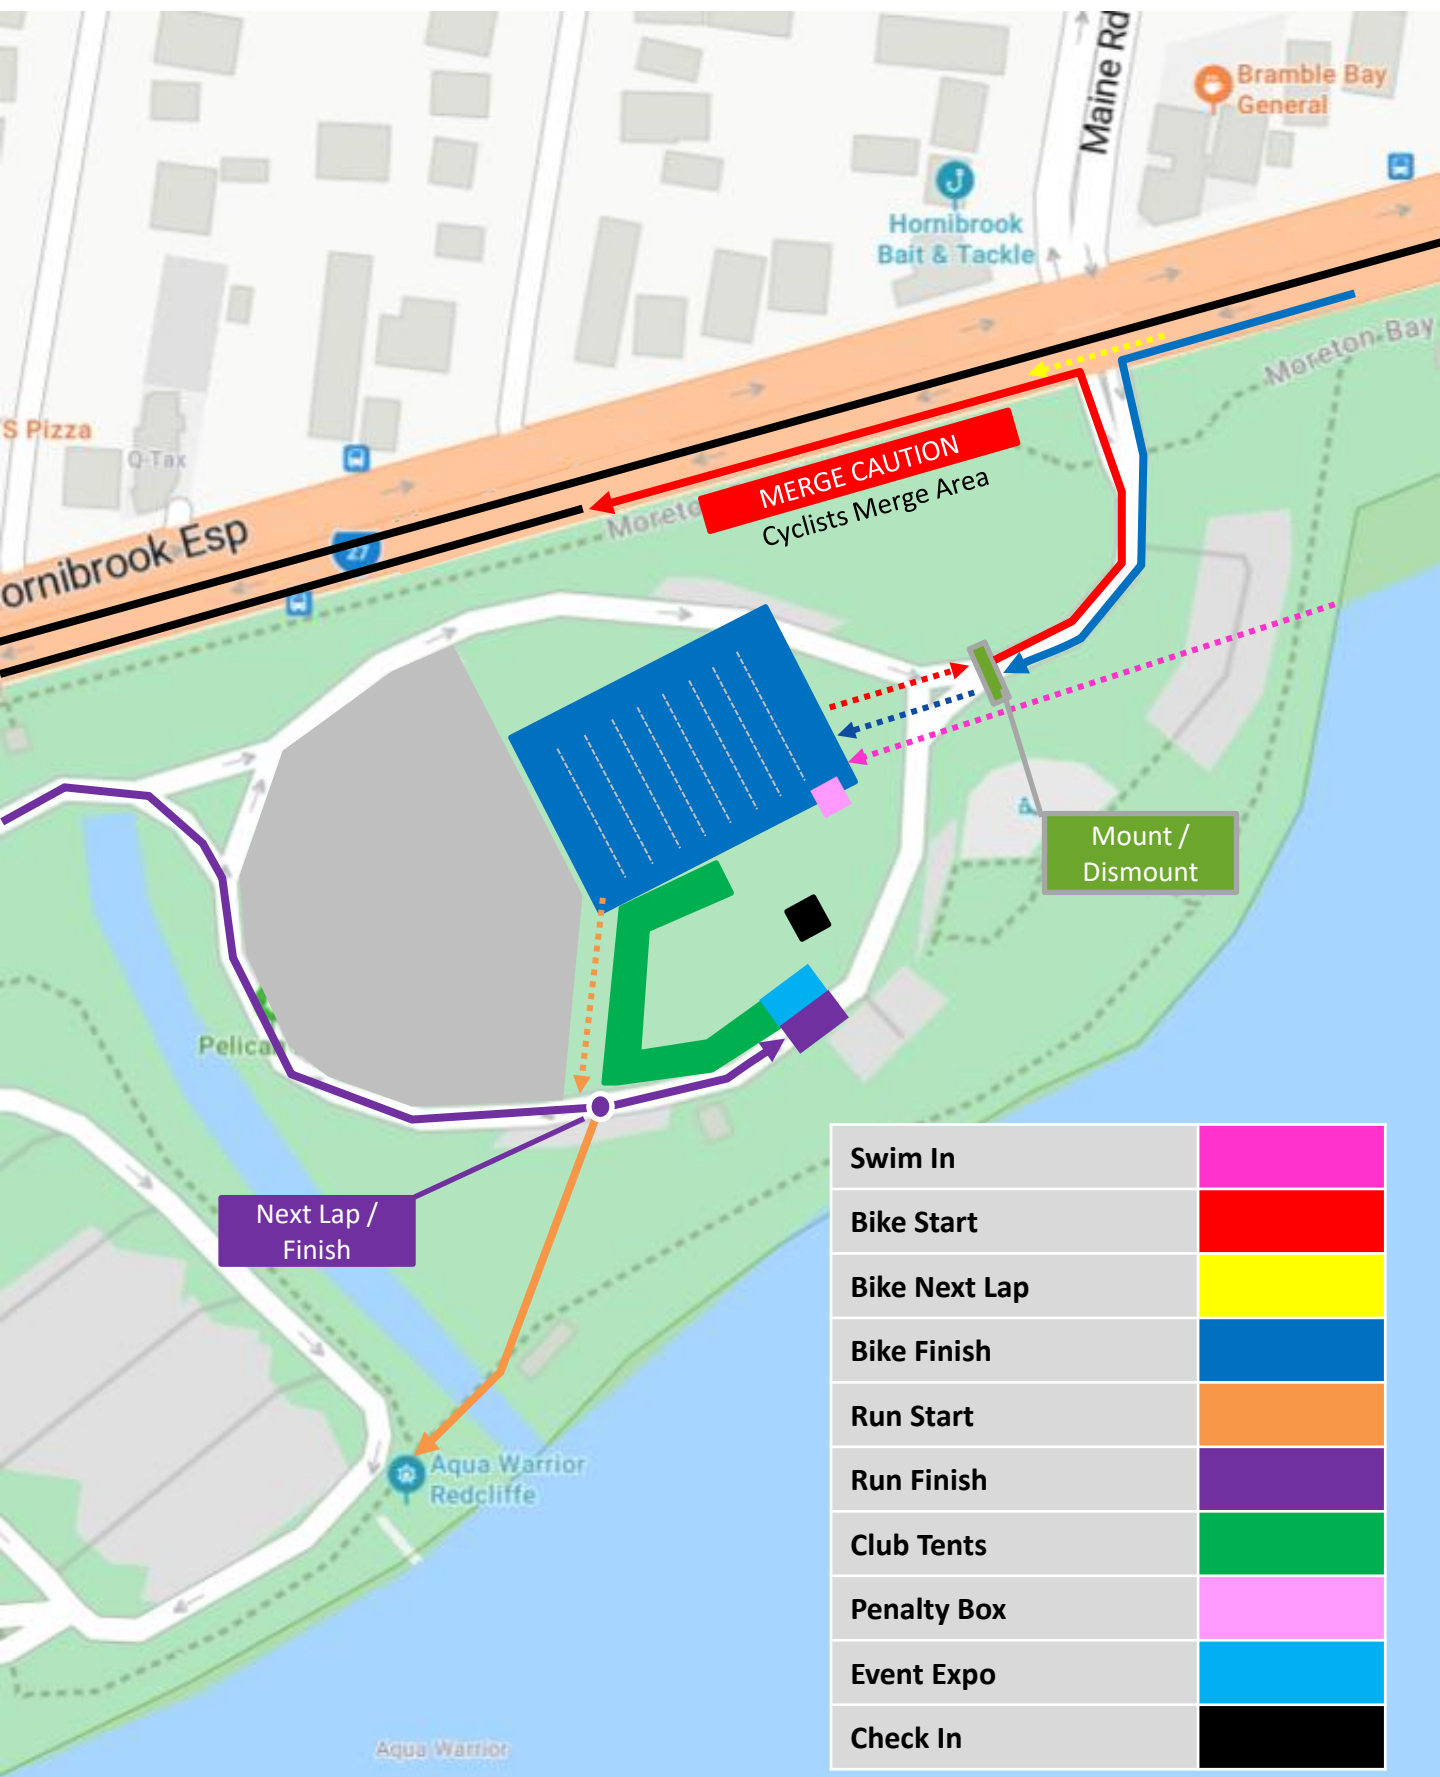 Maine Rd
Bramble Bay
General
Hornibrook
Bait & Tackle
Moreton Bay
'S Pizza
Q-Tax
MERGE CAUTION
Cyclists Merge Area
Moreto
ornibrook Esp
27
Mount /
Dismount
Pelican
Next Lap /
Finish
Aqua Warrior
Redcliffe
Aqua Warrior
Swim In
Bike Start
Bike Next Lap
Bike Finish
Run Start
Run Finish
Club Tents
Penalty Box
Event Expo
Check In